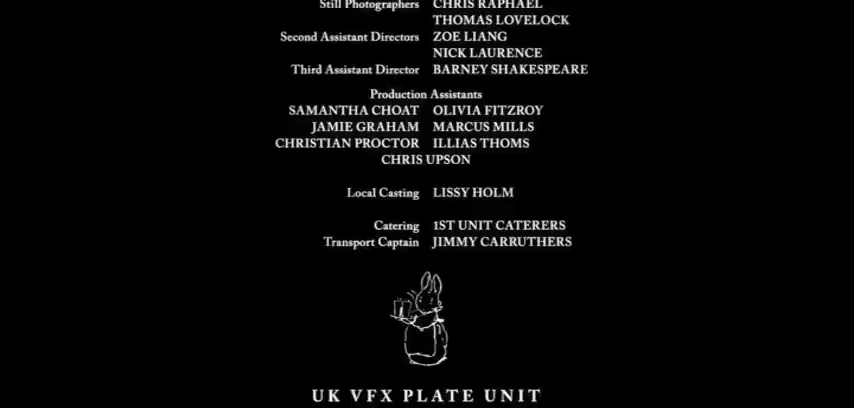 Still Photographers CHRIS RAPHAEL
THOMAS LOVELOCK
Second Assistant Directors ZOE LIANG
NICK LAURENCE
Third Assistant Director BARNEY SHAKESPEARE
Production Assistants
SAMANTHA CHOAT OLIVIA FITZROY
JAMIE GRAHAM MARCUS MILLS
CHRISTIAN PROCTOR ILLIAS THOMS
CHRIS UPSON
Local Casting LISSY HOLM
Catering 1ST UNIT CATERERS
Transport Captain JIMMY CARRUTHERS
UK VFX PLATE UNIT